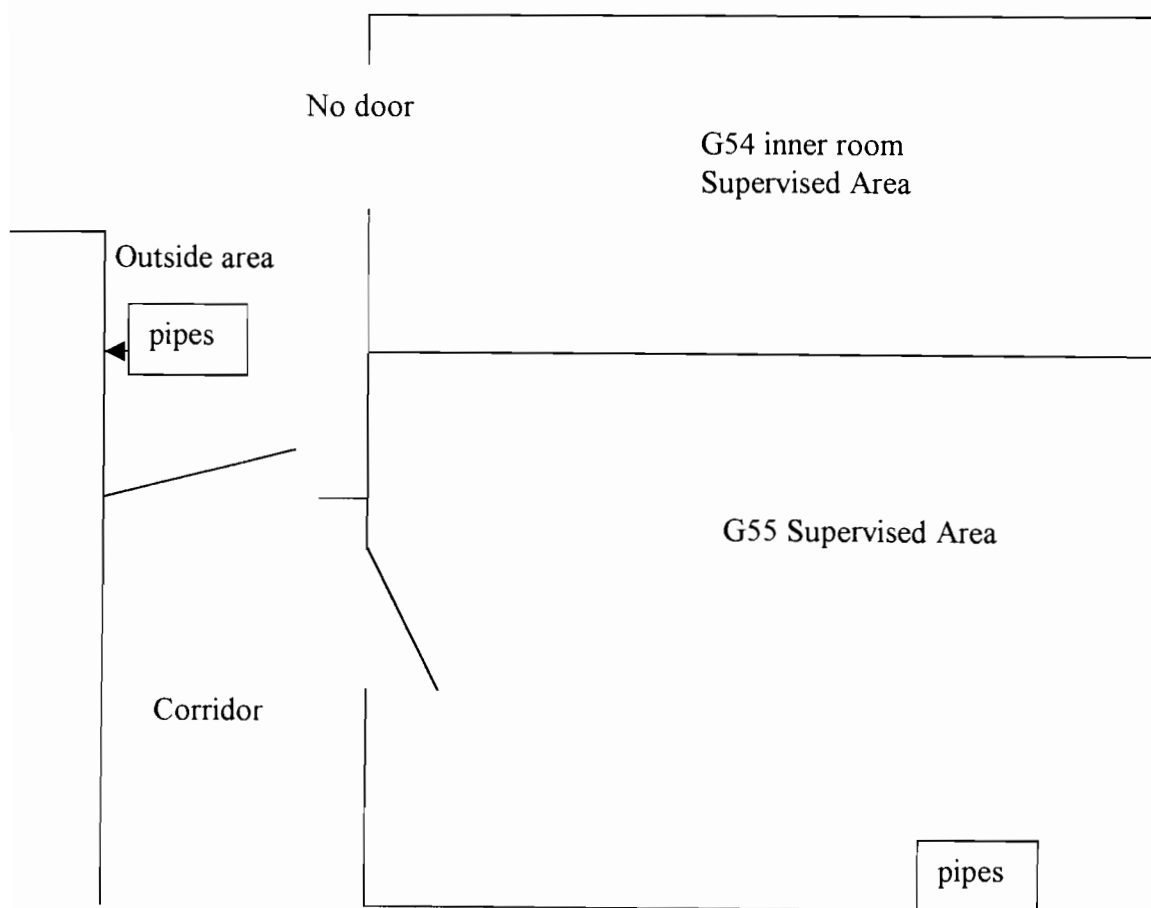 No door
G54 inner room
Supervised Area
Outside area
pipes
G55 Supervised Area
Corridor
pipes